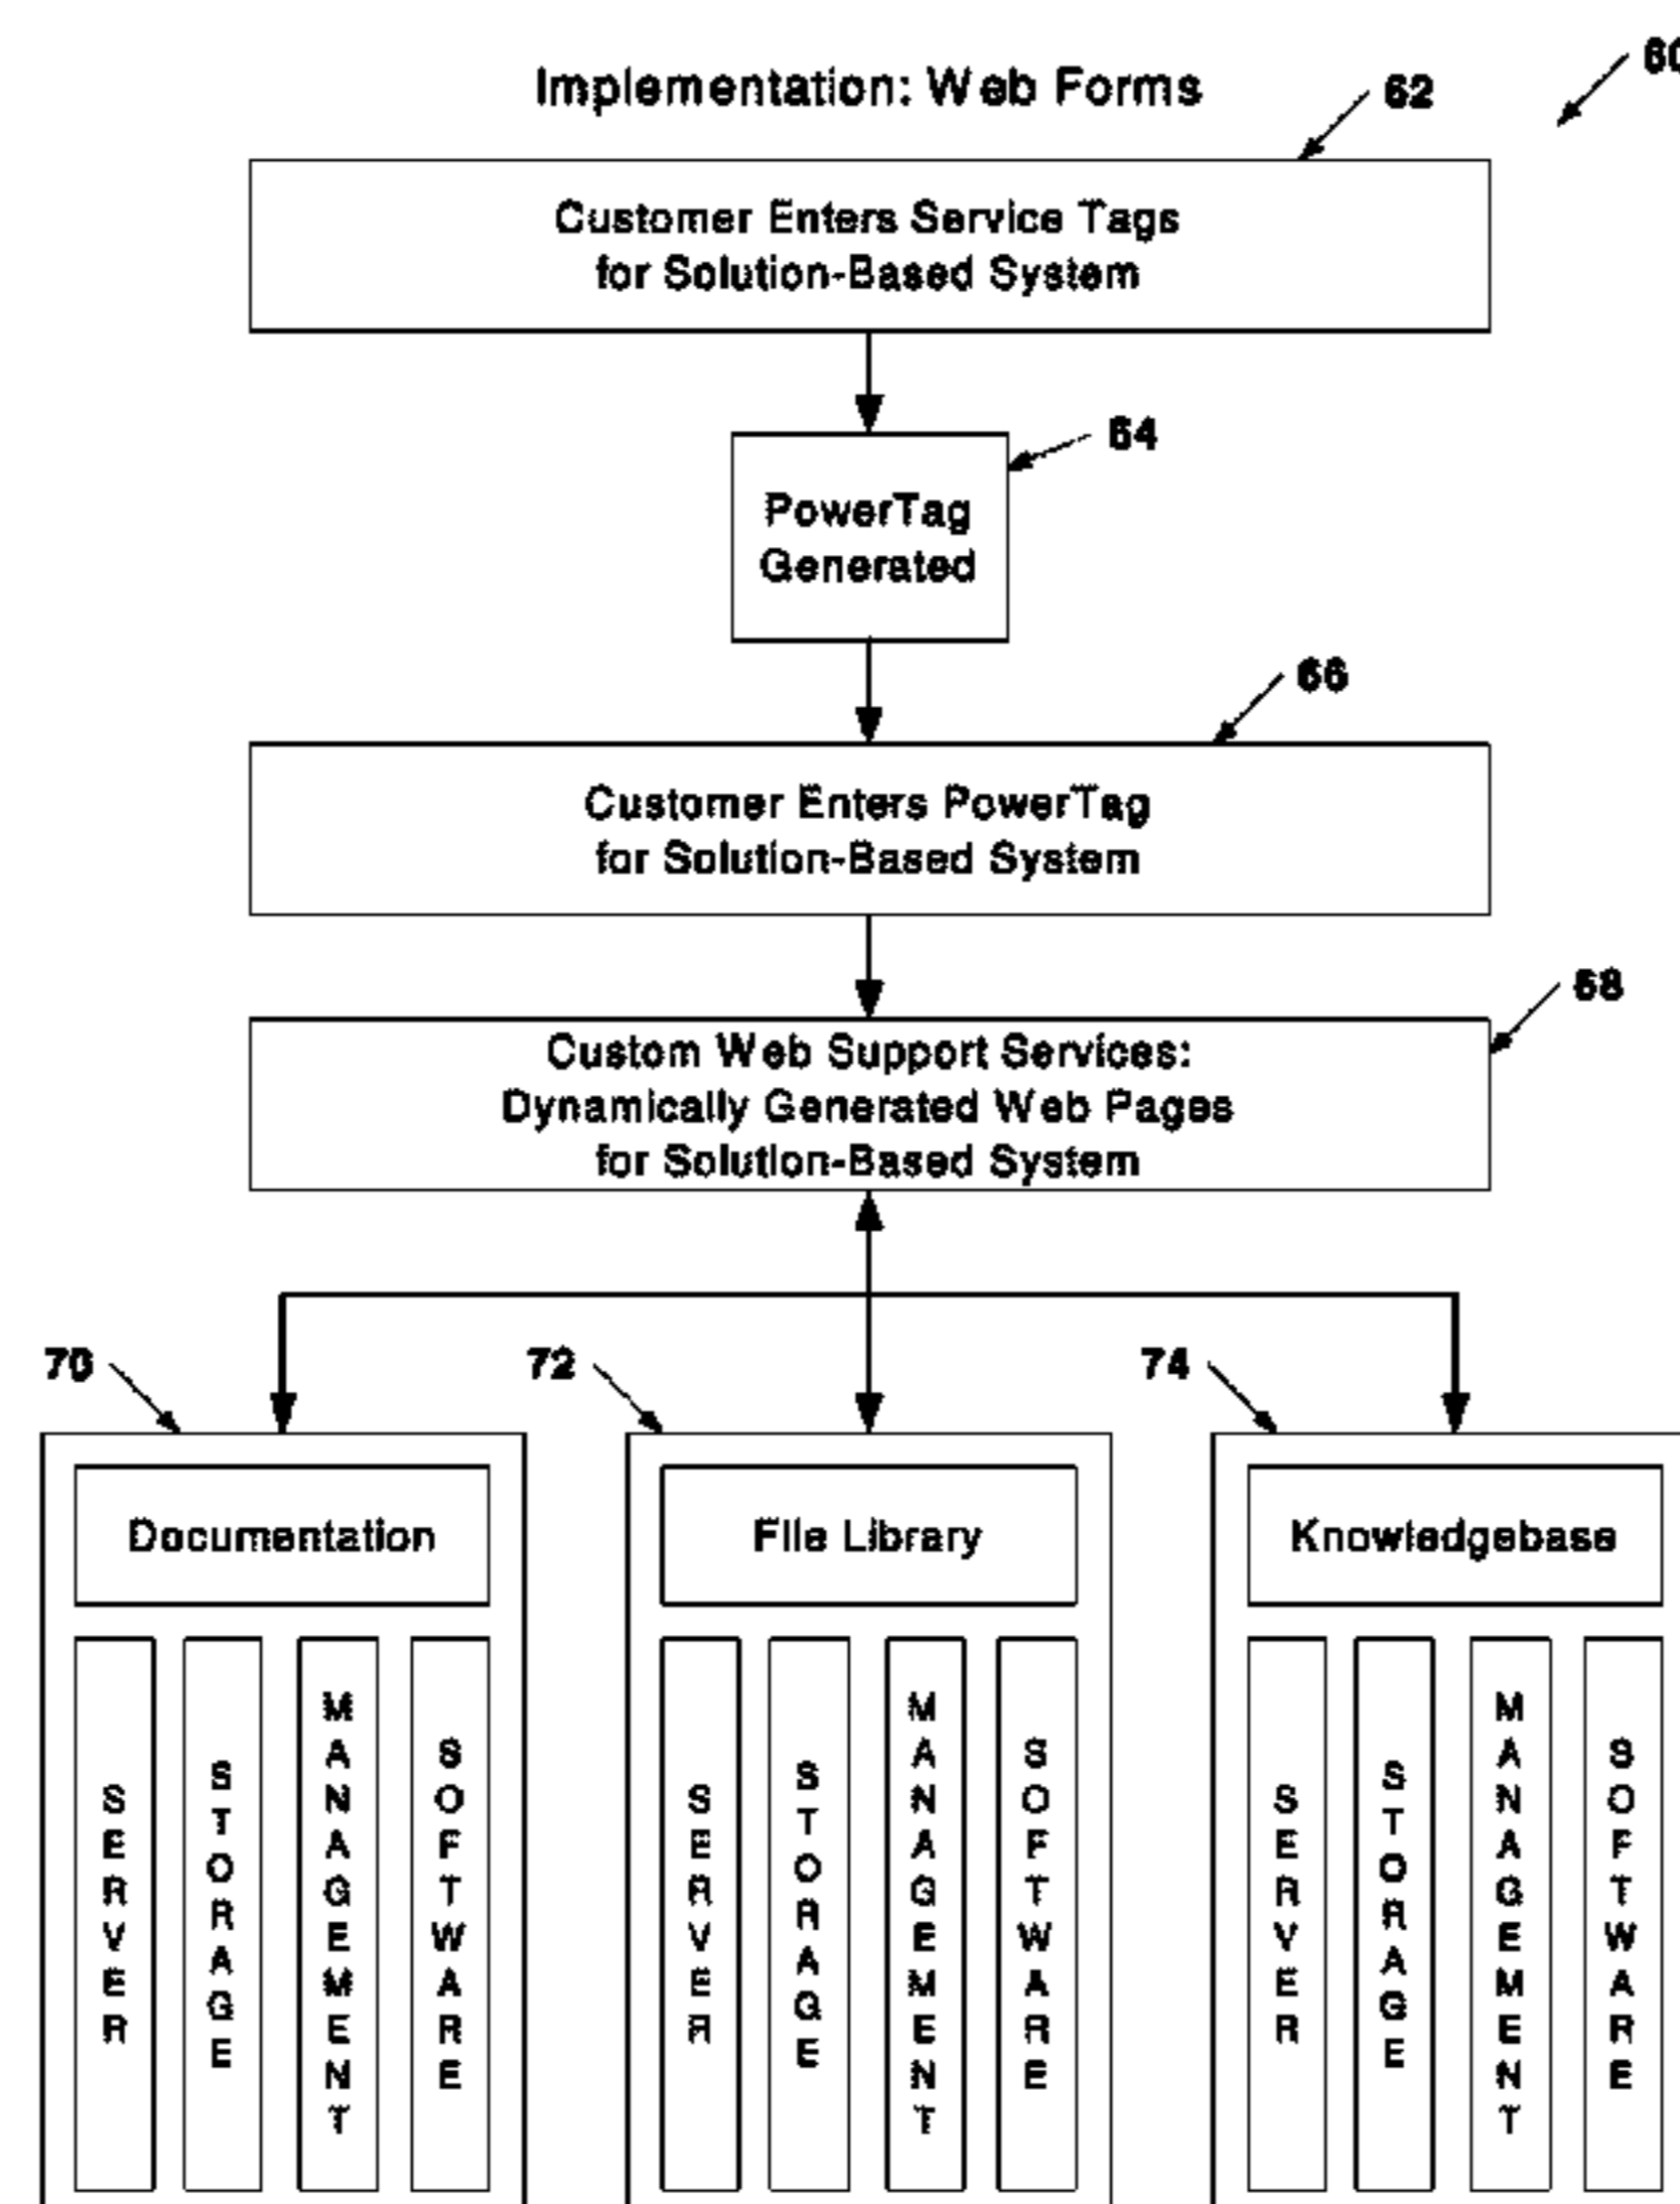 Implementation: Web Forms
60
62
Customer Enters Service Tags
for Solution-Based System
64
PowerTag
Generated
66
Customer Enters PowerTag
for Solution-Based System
68
Custom Web Support Services:
Dynamically Generated Web Pages
for Solution-Based System
70
72
74
Documentation
SERVER
STORAGE
MANAGEMENT
SOFTWARE
File Library
SERVER
STORAGE
MANAGEMENT
SOFTWARE
Knowledgebase
SERVER
STORAGE
MANAGEMENT
SOFTWARE